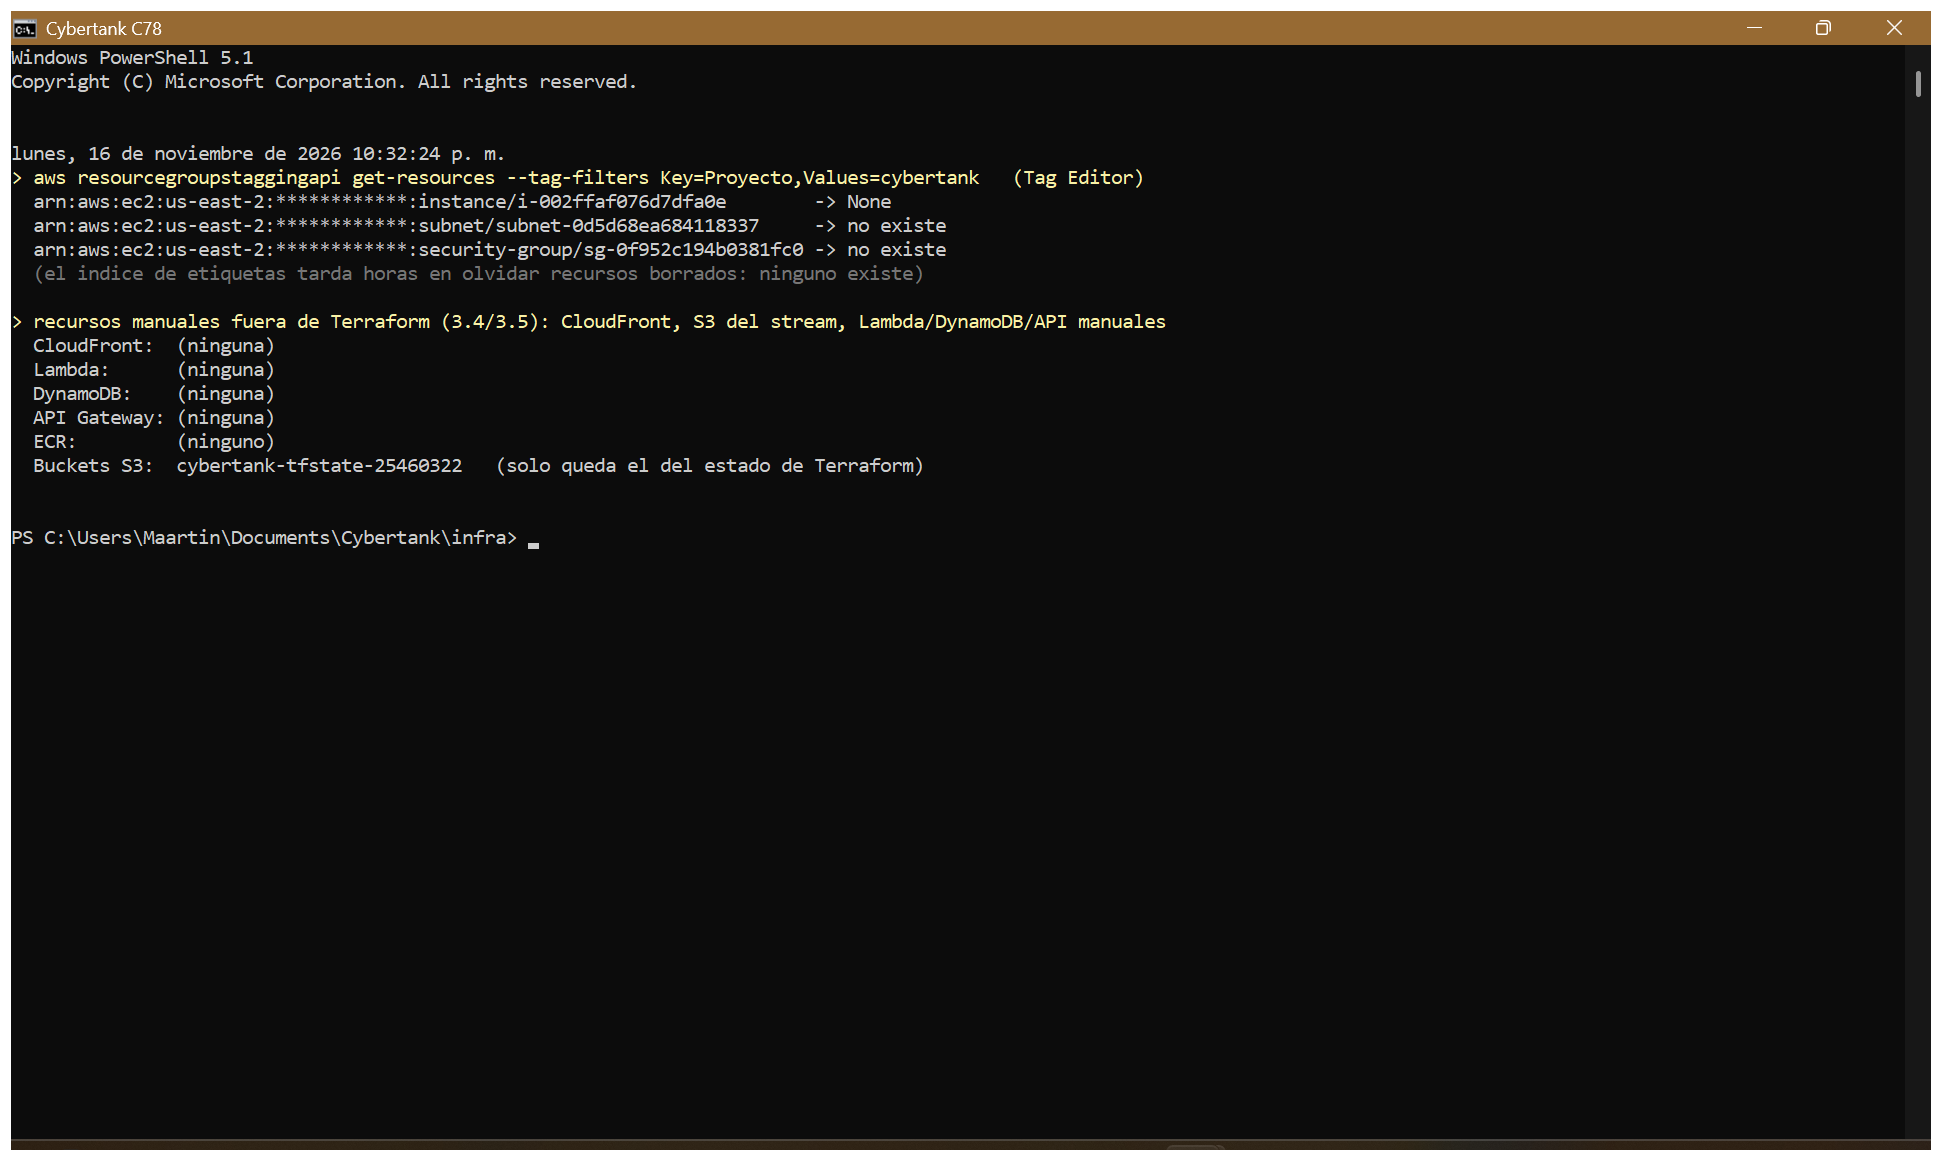 Cybertank C78
Windows PowerShell 5.1
Copyright (C) Microsoft Corporation. All rights reserved.
lunes, 16 de noviembre de 2026 10:32:24 p. m.
> aws resourcegroupstaggingapi get-resources --tag-filters Key=Proyecto,Values=cybertank   (Tag Editor)
  arn:aws:ec2:us-east-2:************:instance/i-002ffaf076d7dfa0e        -> None
  arn:aws:ec2:us-east-2:************:subnet/subnet-0d5d68ea684118337     -> no existe
  arn:aws:ec2:us-east-2:************:security-group/sg-0f952c194b0381fc0 -> no existe
  (el indice de etiquetas tarda horas en olvidar recursos borrados: ninguno existe)
> recursos manuales fuera de Terraform (3.4/3.5): CloudFront, S3 del stream, Lambda/DynamoDB/API manuales
  CloudFront:  (ninguna)
  Lambda:      (ninguna)
  DynamoDB:    (ninguna)
  API Gateway: (ninguna)
  ECR:         (ninguno)
  Buckets S3:  cybertank-tfstate-25460322   (solo queda el del estado de Terraform)
PS C:\Users\Maartin\Documents\Cybertank\infra> _